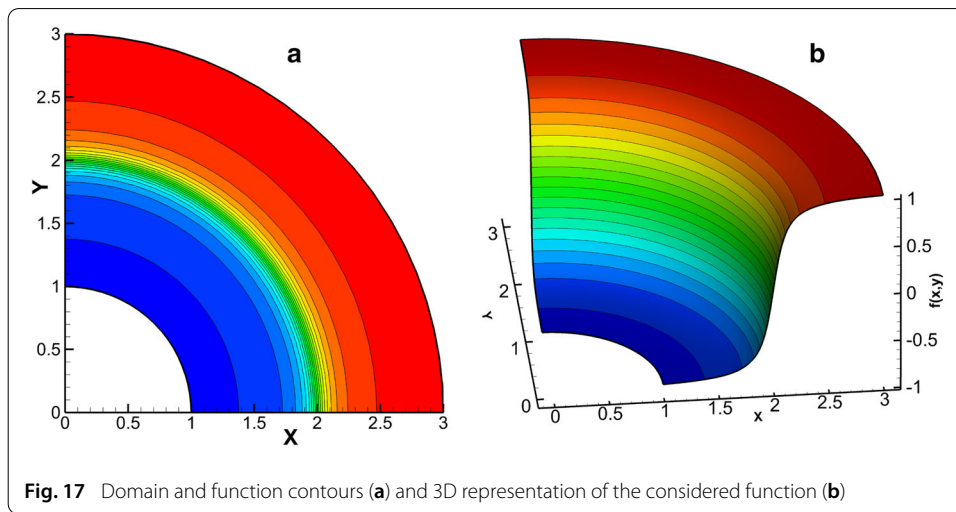 a
3
2.5
2
1.5
1
0.5
0
Y
0 0.5 1 1.5 2 2.5 3
X
b
3
2
1
0
Y
0 0.5 1 1.5 2 2.5 3
X
1
0.5
0
-0.5
-1
f(x,y)
Fig. 17 Domain and function contours (a) and 3D representation of the considered function (b)